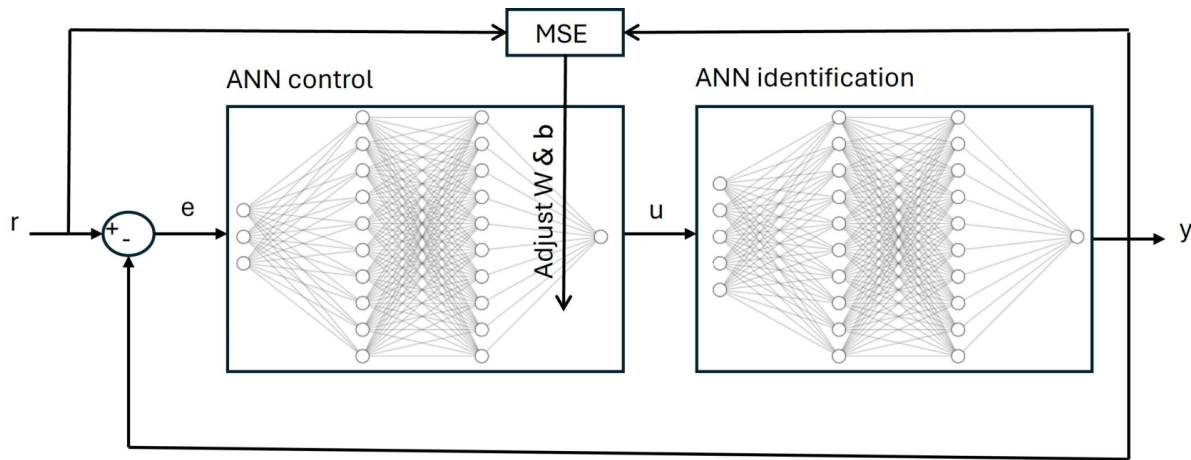 MSE
ANN control
ANN identification
Adjust W & b
r
+
-
e
u
y